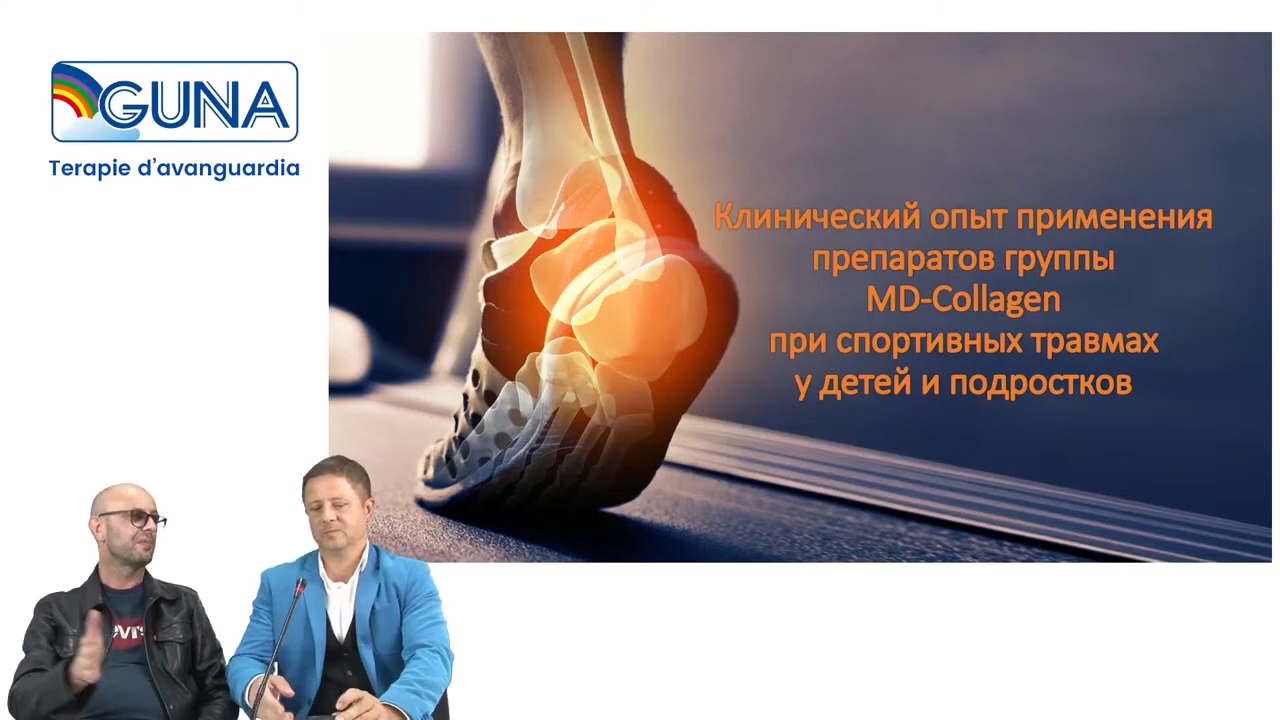 GUNA
Terapie d’avanguardia
Клинический опыт применения
препаратов группы
MD-Collagen
при спортивных травмах
у детей и подростков